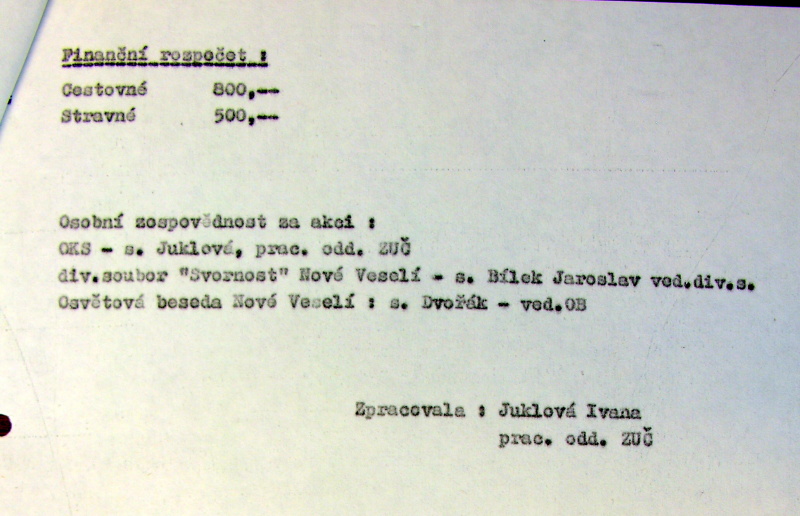 Finanční rozpočet :
Cestovné 800,--
Stravné 500,--
Osobní zospovědnost za akci :
OKS - s. Juklová, prac. odd. ZUČ
div.soubor "Svornost" Nové Veselí - s. Bílek Jaroslav ved.div.s.
Osvětová beseda Nové Veselí : s. Dvořák - ved.OB
Zpracovala : Juklová Ivana
prac. odd. ZUČ